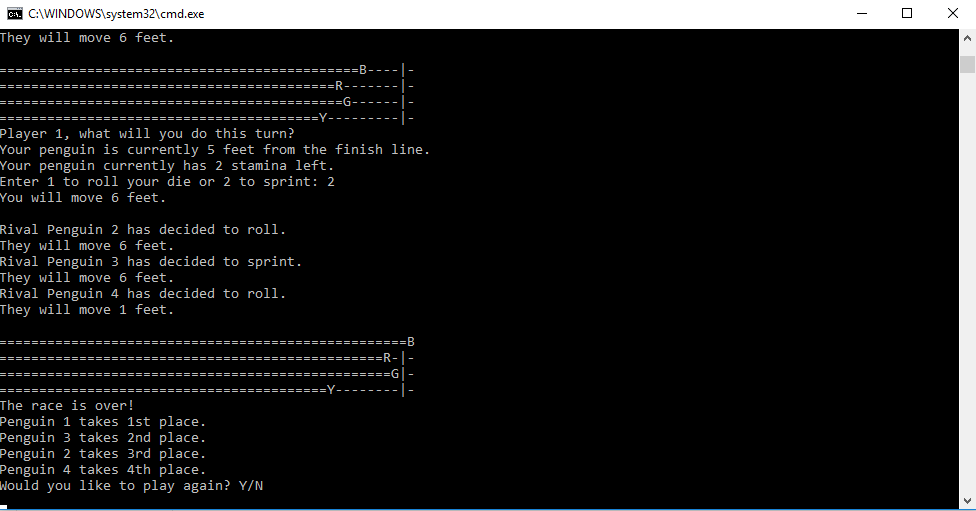 C:\WINDOWS\system32\cmd.exe
They will move 6 feet.
=============================================B----|-
==========================================R-------|-
===========================================G------|-
========================================Y---------|-
Player 1, what will you do this turn?
Your penguin is currently 5 feet from the finish line.
Your penguin currently has 2 stamina left.
Enter 1 to roll your die or 2 to sprint: 2
You will move 6 feet.
Rival Penguin 2 has decided to roll.
They will move 6 feet.
Rival Penguin 3 has decided to sprint.
They will move 6 feet.
Rival Penguin 4 has decided to roll.
They will move 1 feet.
===================================================B
================================================R-|-
=================================================G|-
=========================================Y--------|-
The race is over!
Penguin 1 takes 1st place.
Penguin 3 takes 2nd place.
Penguin 2 takes 3rd place.
Penguin 4 takes 4th place.
Would you like to play again? Y/N